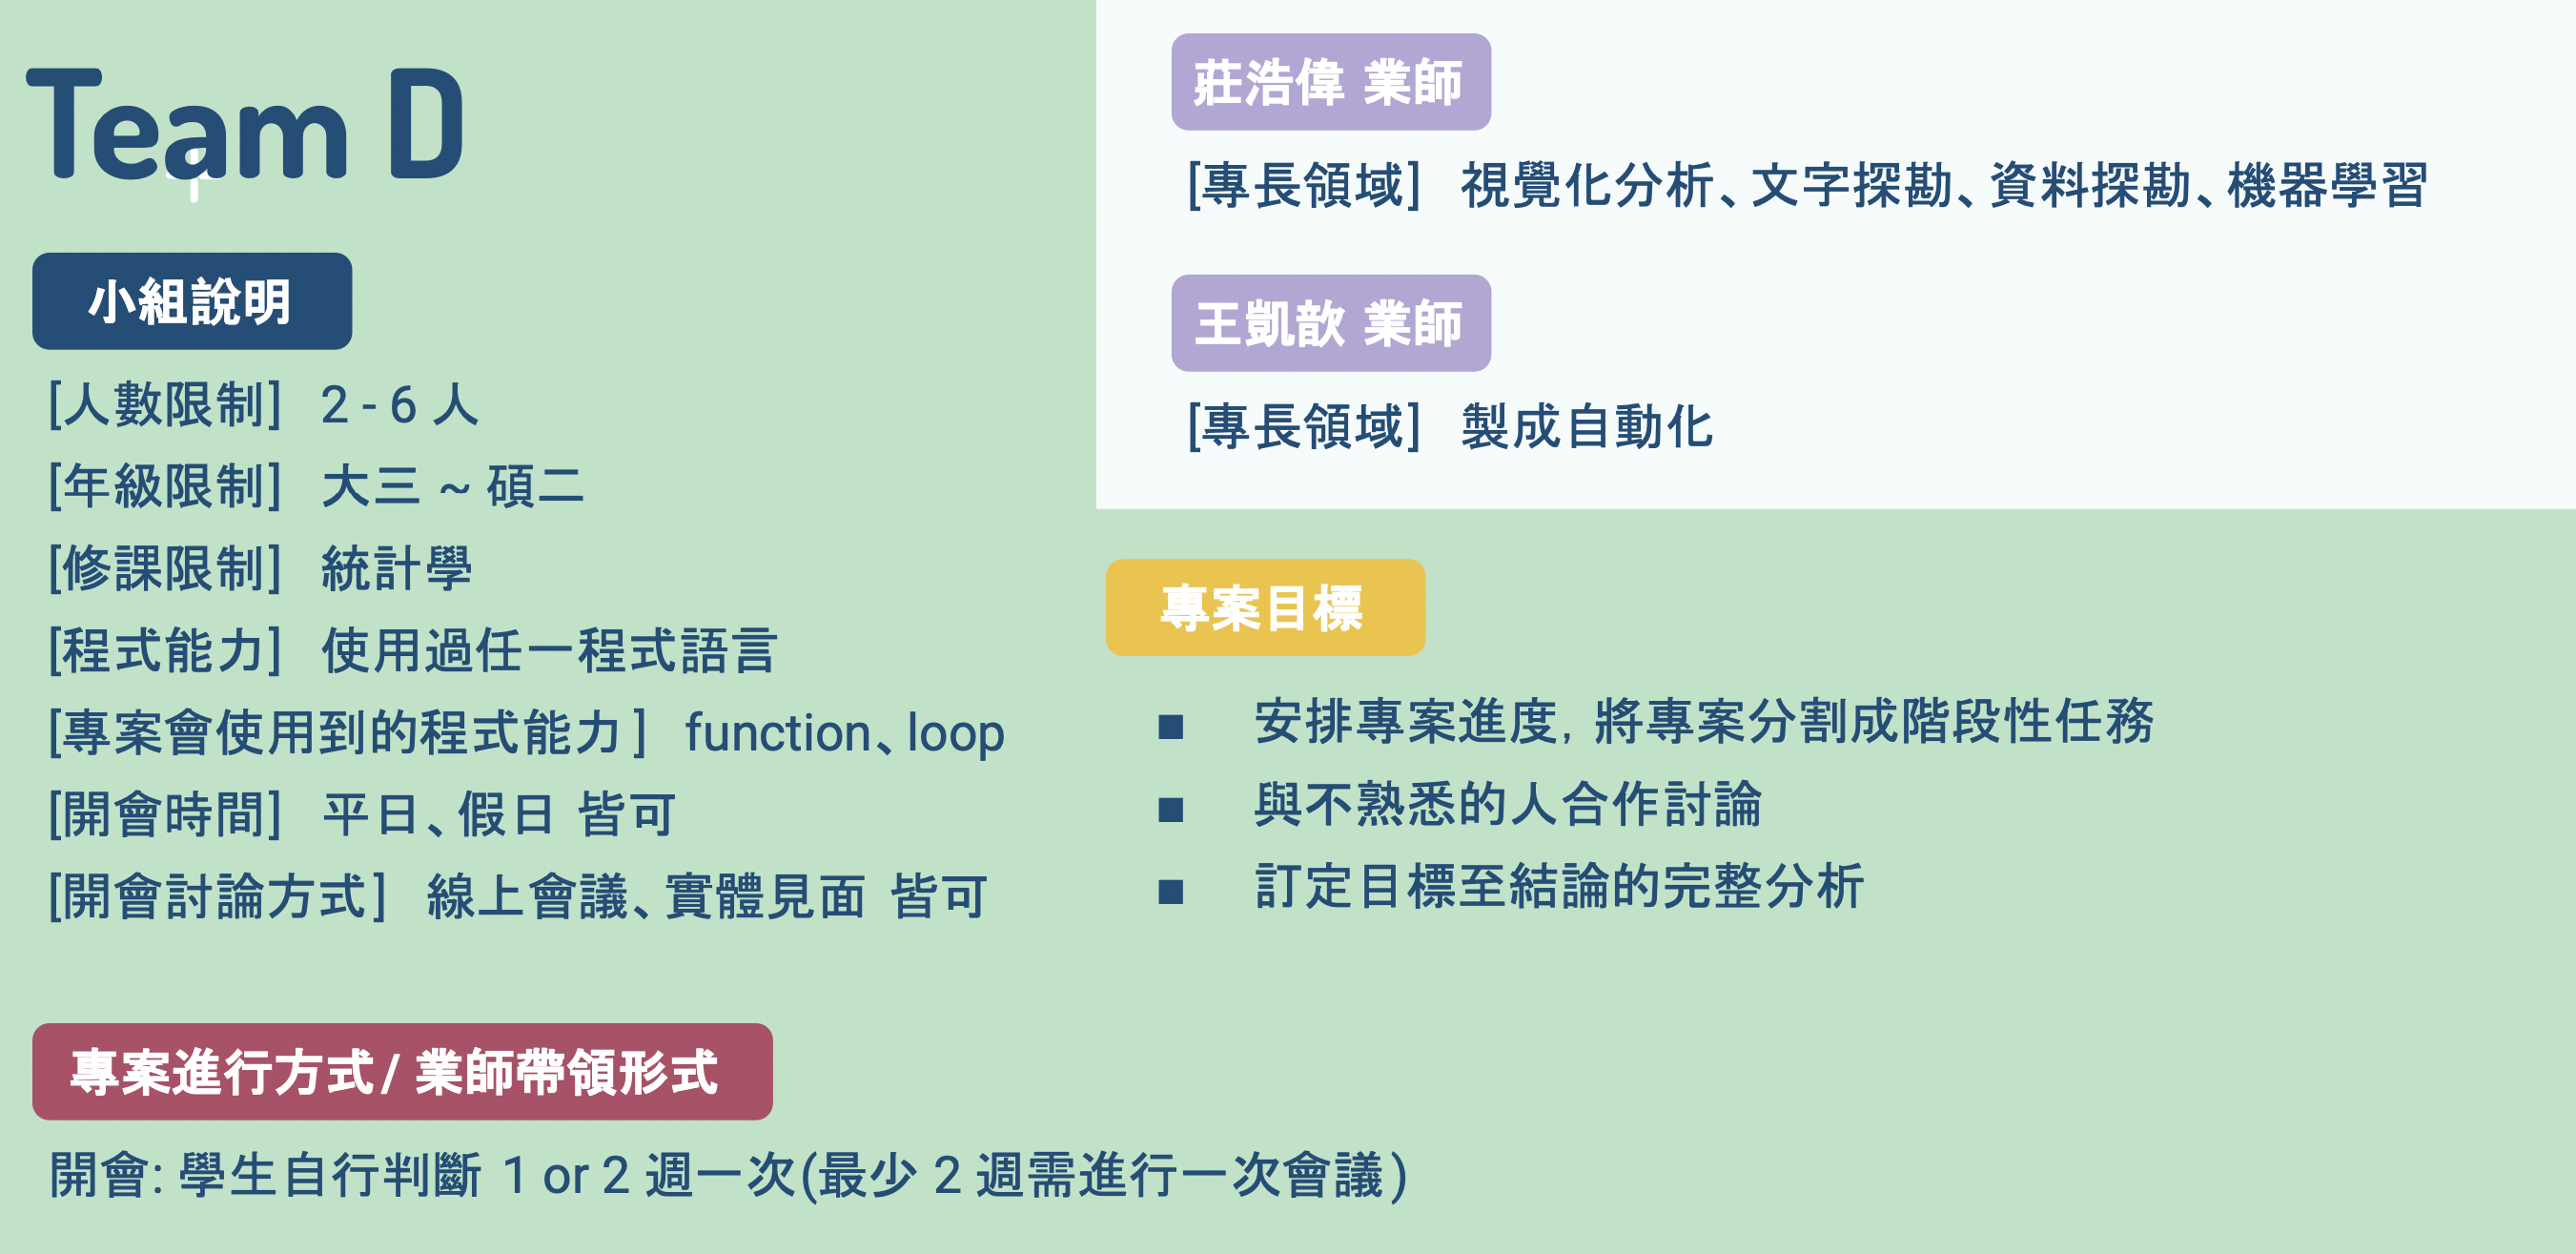 Team D
小組說明
[人數限制] 2 - 6 人
[年級限制] 大三 ~ 碩二
[修課限制] 統計學
[程式能力] 使用過任一程式語言
[專案會使用到的程式能力] function、loop
[開會時間] 平日、假日 皆可
[開會討論方式] 線上會議、實體見面 皆可
專案進行方式/ 業師帶領形式
開會: 學生自行判斷 1 or 2 週一次(最少 2 週需進行一次會議)
莊浩偉 業師
[專長領域] 視覺化分析、文字探勘、資料探勘、機器學習
王凱歆 業師
[專長領域] 製成自動化
專案目標
■ 安排專案進度, 將專案分割成階段性任務
■ 與不熟悉的人合作討論
■ 訂定目標至結論的完整分析